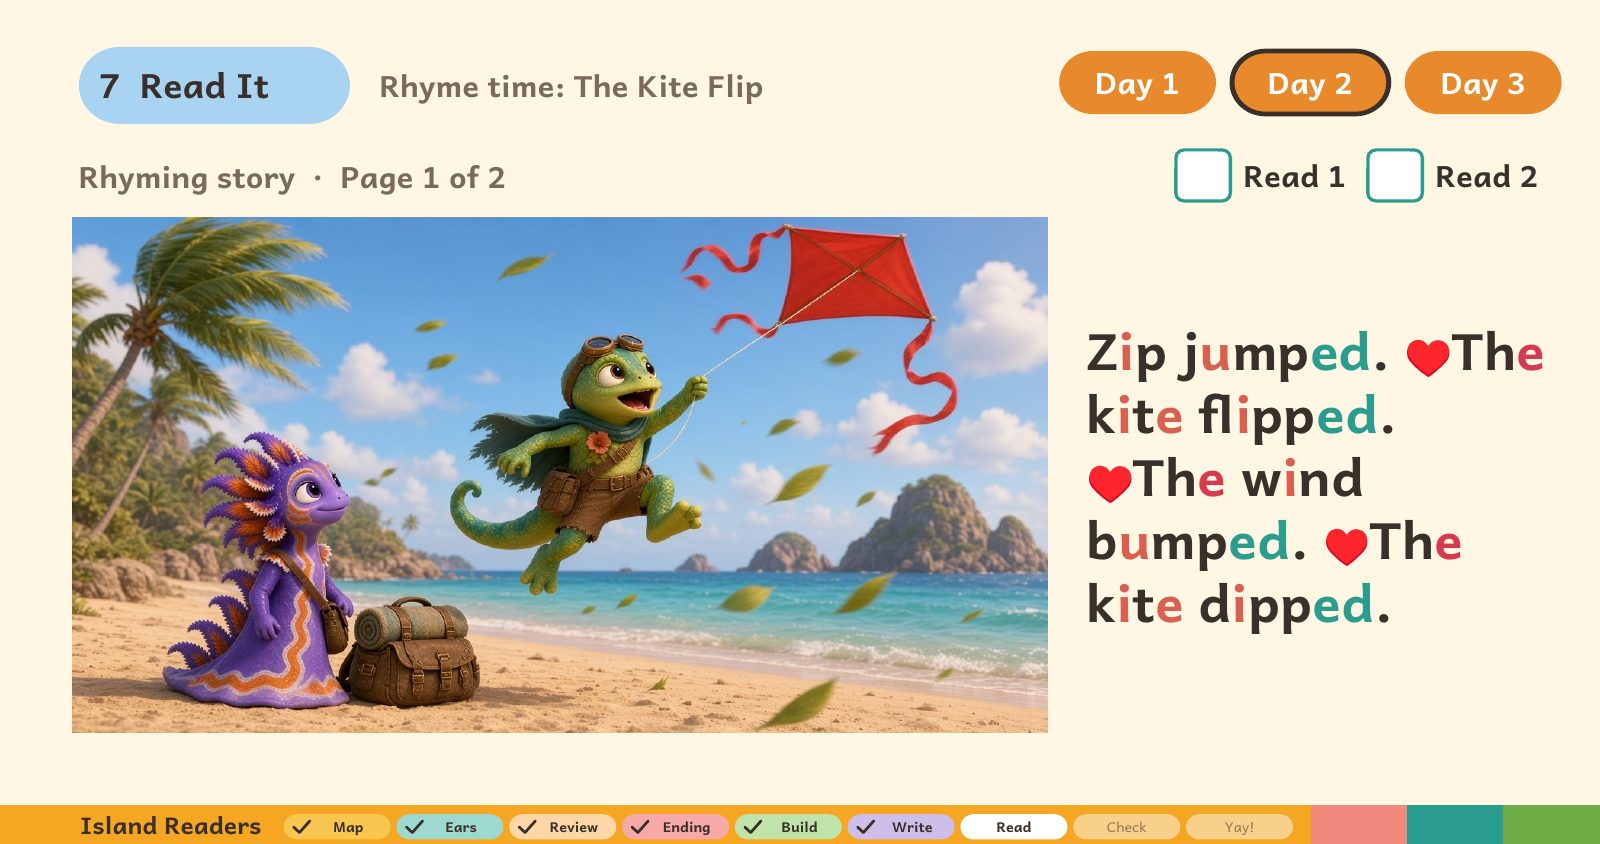 7 Read It
Rhyme time: The Kite Flip
Day 1
Day 2
Day 3
Rhyming story · Page 1 of 2
Read 1
Read 2
Zip jumped. ❤The
kite flipped.
❤The wind
bumped. ❤The
kite dipped.
Island Readers
Map
Ears
Review
Ending
Build
Write
Read
Check
Yay!